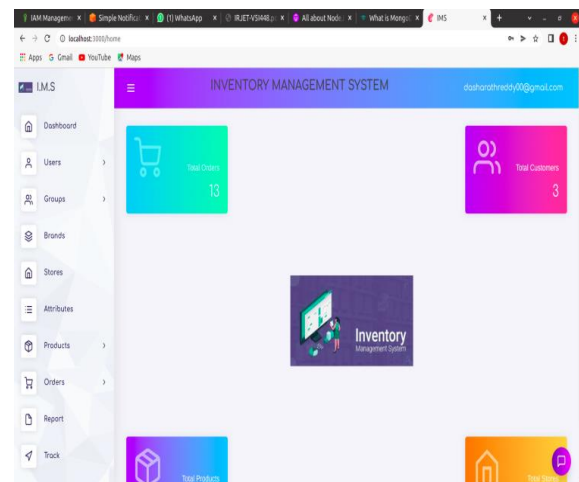 IAM Managemen
Simple Notificat
(1) WhatsApp
IRJET-V5I448.p
All about Node.
What is Mongo
IMS
localhost:3000/home
Apps
Gmail
YouTube
Maps
I.M.S
INVENTORY MANAGEMENT SYSTEM
dasharathreddy00@gmail.com
Dashboard
Users
Groups
Brands
Stores
Attributes
Products
Orders
Report
Track
Total Orders
13
Total Customers
3
Inventory
Management System
Total Products
Total Stores